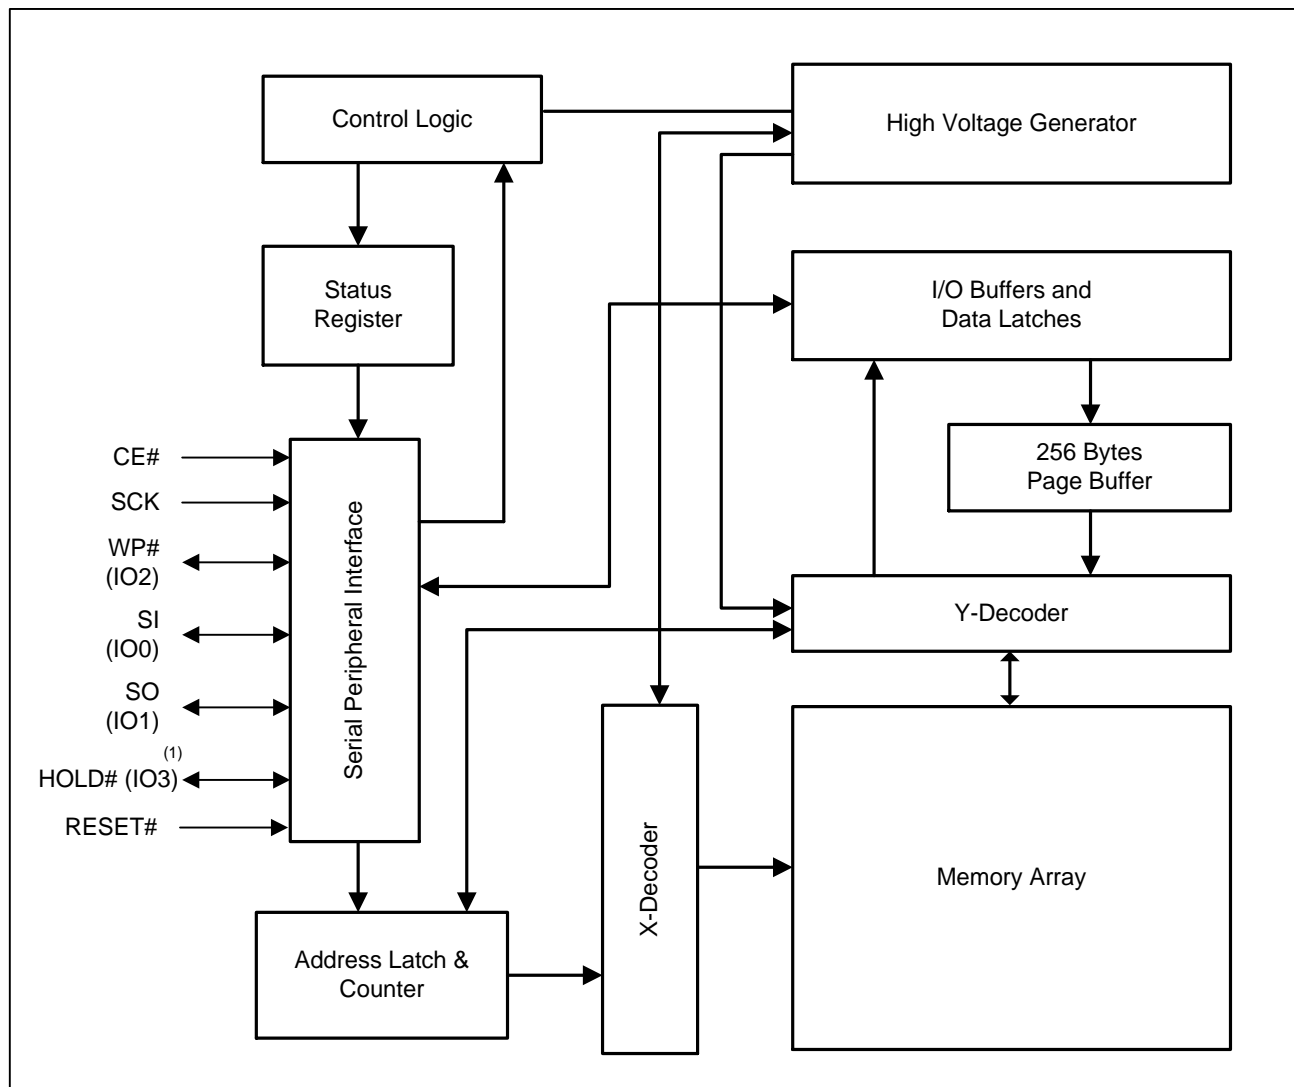 Control Logic
High Voltage Generator
Status
Register
I/O Buffers and
Data Latches
256 Bytes
Page Buffer
CE#
SCK
WP#
(IO2)
SI
(IO0)
SO
(IO1)
(1)
HOLD# (IO3)
RESET#
Serial Peripheral Interface
Y-Decoder
X-Decoder
Memory Array
Address Latch &
Counter